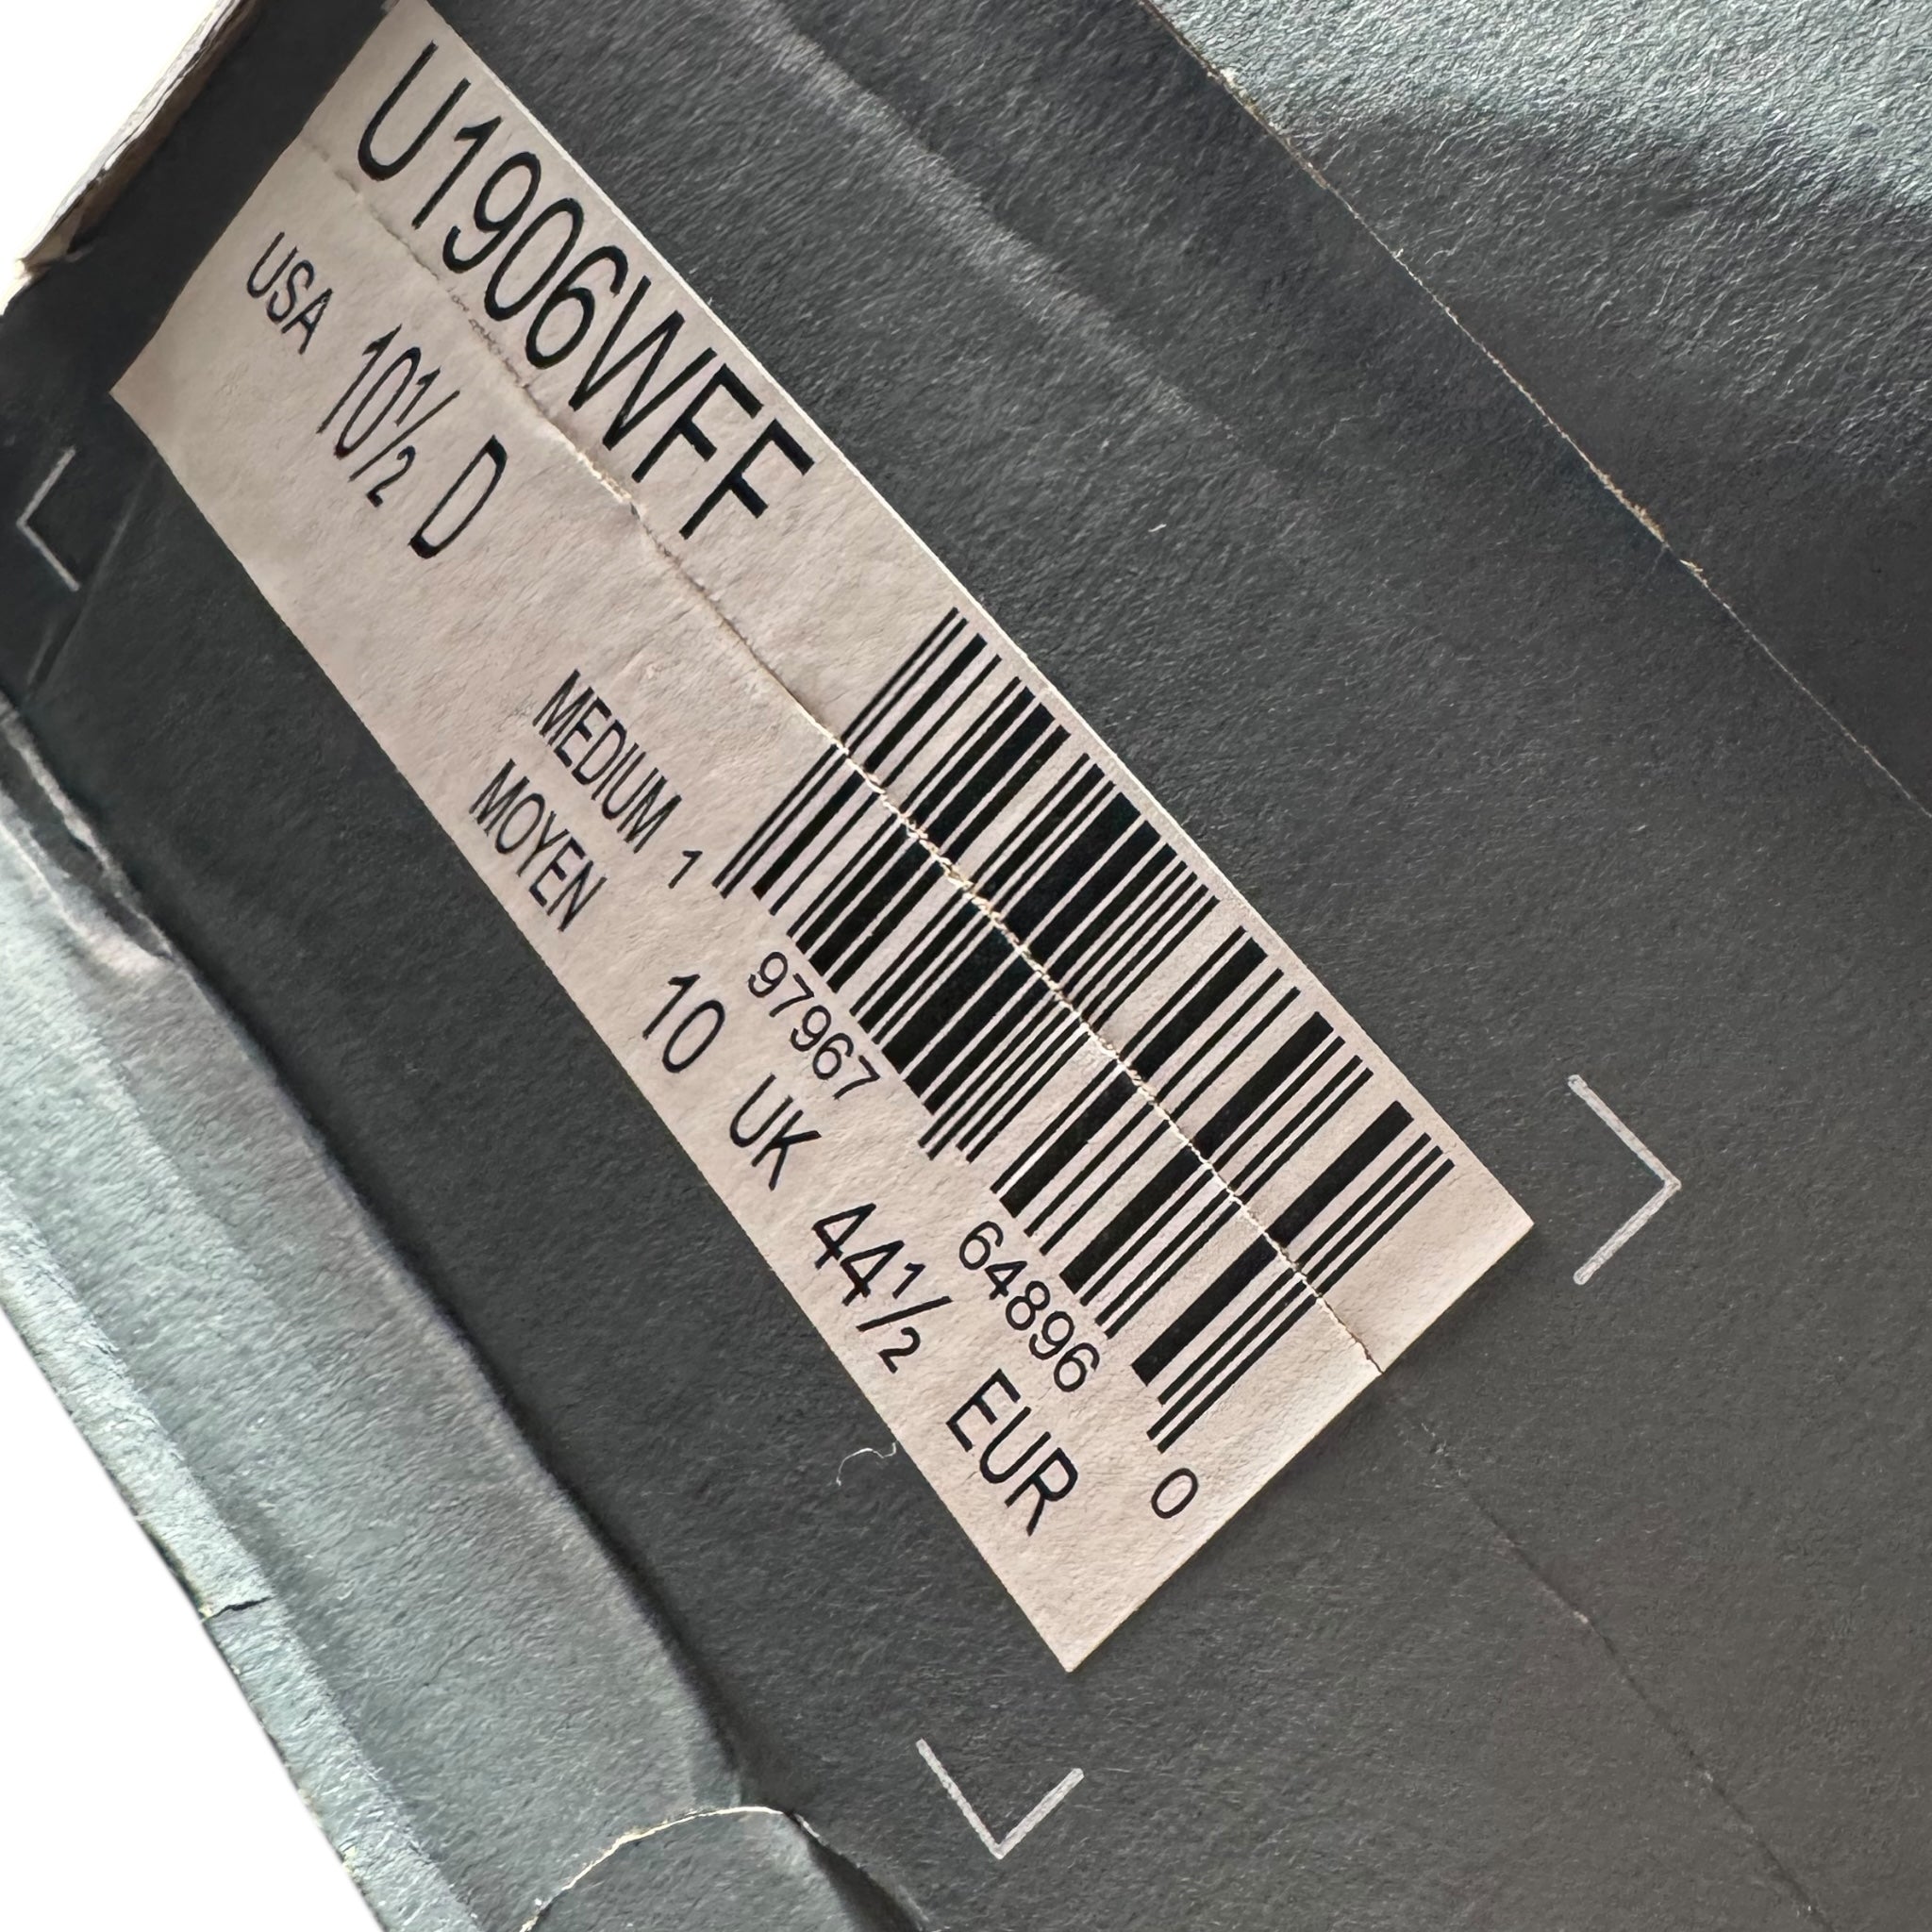 U1906WFF
USA 10½ D
MEDIUM
MOYEN
1 97967 64896 0
10 UK 44½ EUR